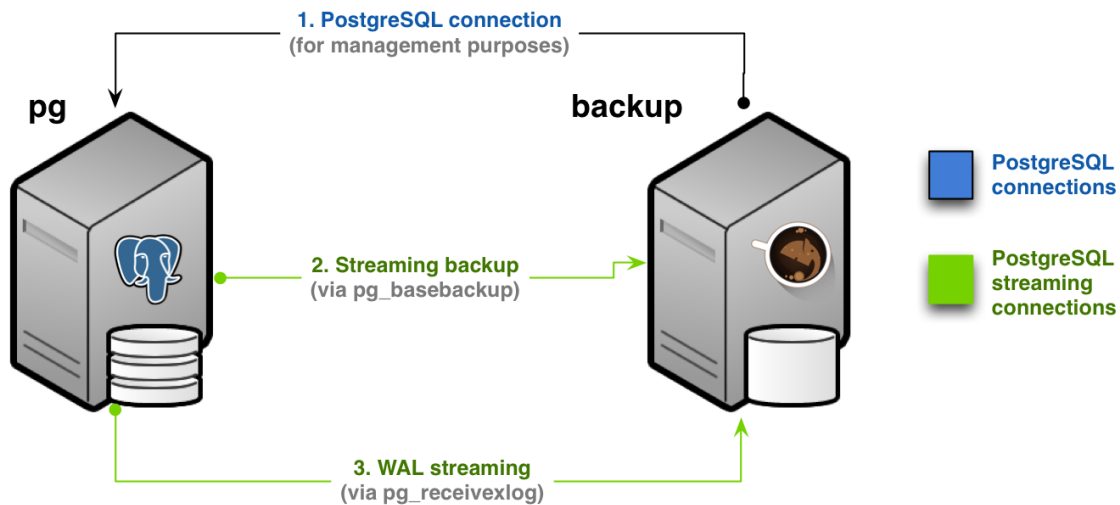 1. PostgreSQL connection
(for management purposes)
pg
backup
PostgreSQL
connections
2. Streaming backup
(via pg_basebackup)
PostgreSQL
streaming
connections
3. WAL streaming
(via pg_receivexlog)